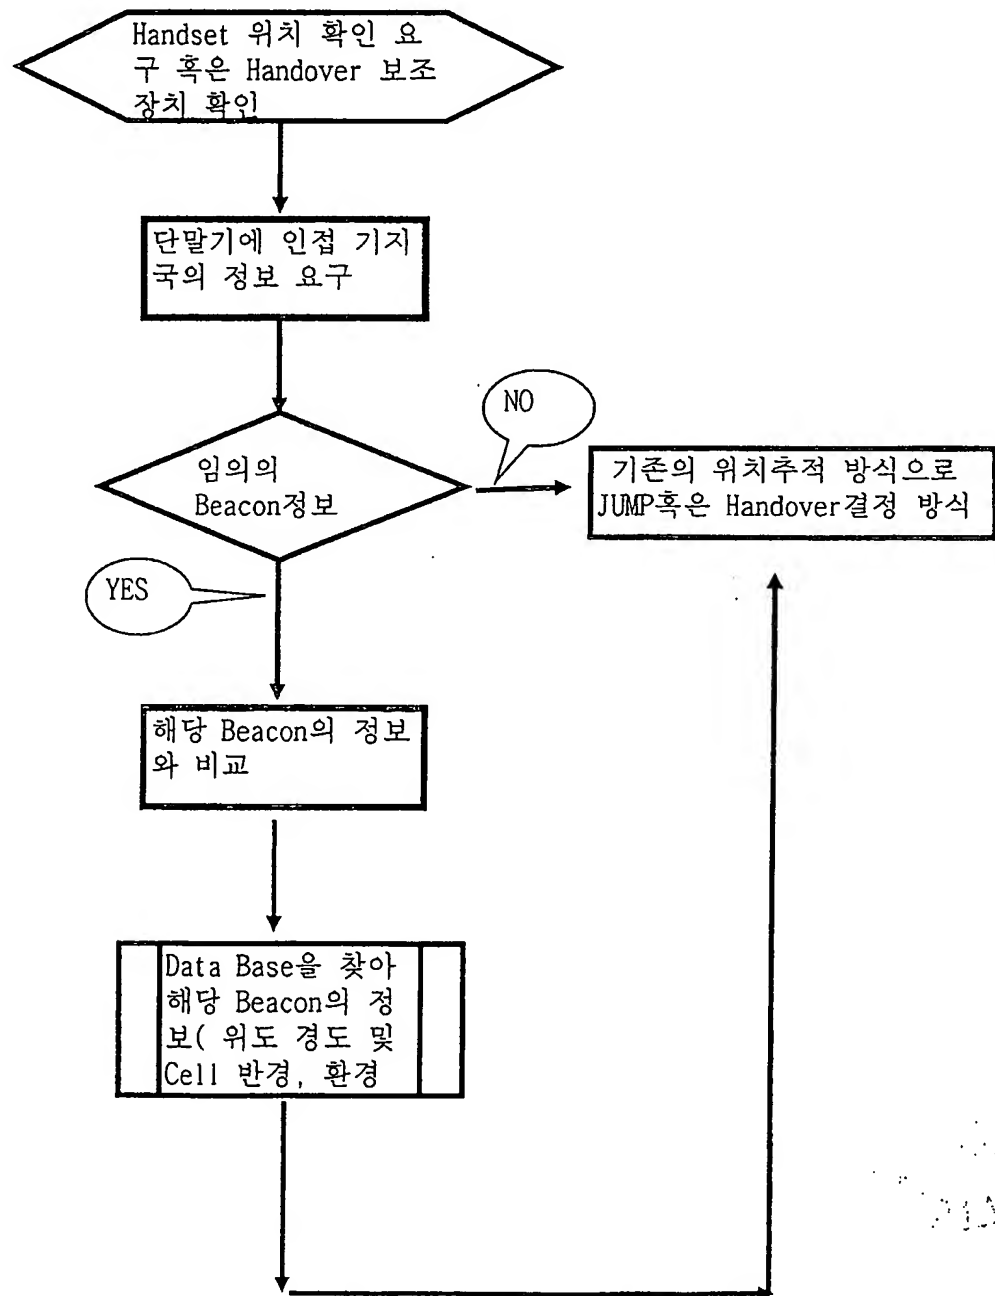 Handset 위치 확인 요
구 혹은 Handover 보조
장치 확인
단말기에 인접 기지
국의 정보 요구
NO
임의의
Beacon정보
기존의 위치추적 방식으로
JUMP혹은 Handover결정 방식
YES
해당 Beacon의 정보
와 비교
Data Base을 찾아
해당 Beacon의 정
보( 위도 경도 및
Cell 반경, 환경